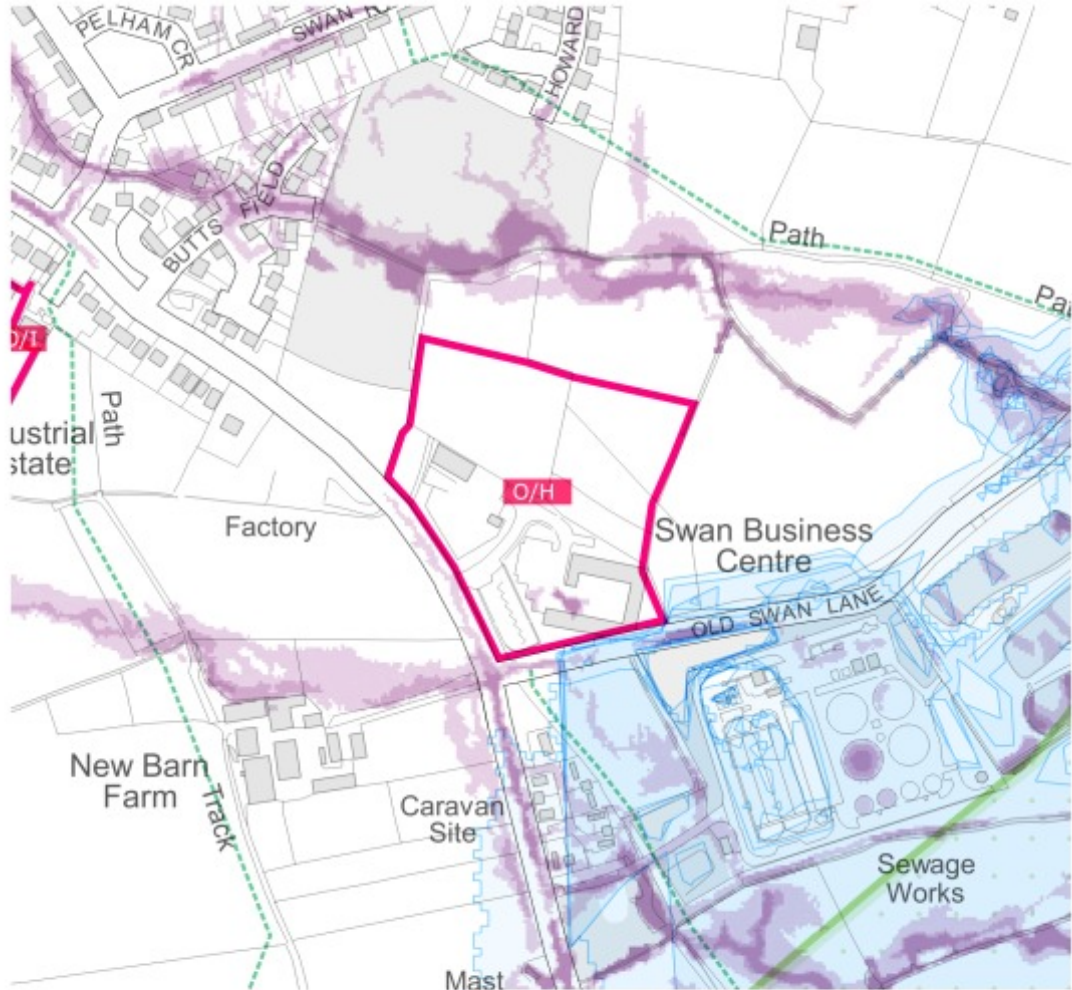 PELHAM CR
SWAN R
HOWARD
BUTTS FIELD
Path
Pat
O/I
Path
ustrial
state
O/H
Factory
Swan Business
Centre
OLD SWAN LANE
New Barn
Farm
Track
Caravan
Site
Sewage
Works
Mast